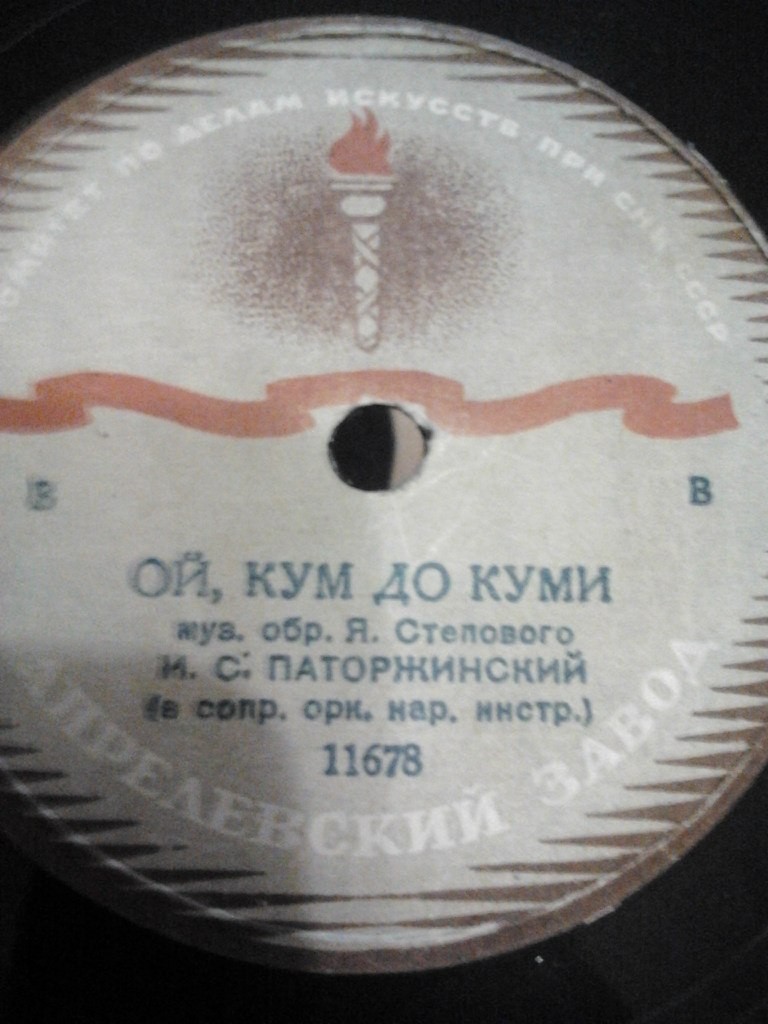 КОМИТЕТ ПО ДЕЛАМ ИСКУССТВ ПРИ СНК СССР
В В
ОЙ, КУМ ДО КУМИ
муз. обр. Я. Степового
И. С. ПАТОРЖИНСКИЙ
(в сопр. орк. нар. инстр.)
11678
АПРЕЛЕВСКИЙ ЗАВОД